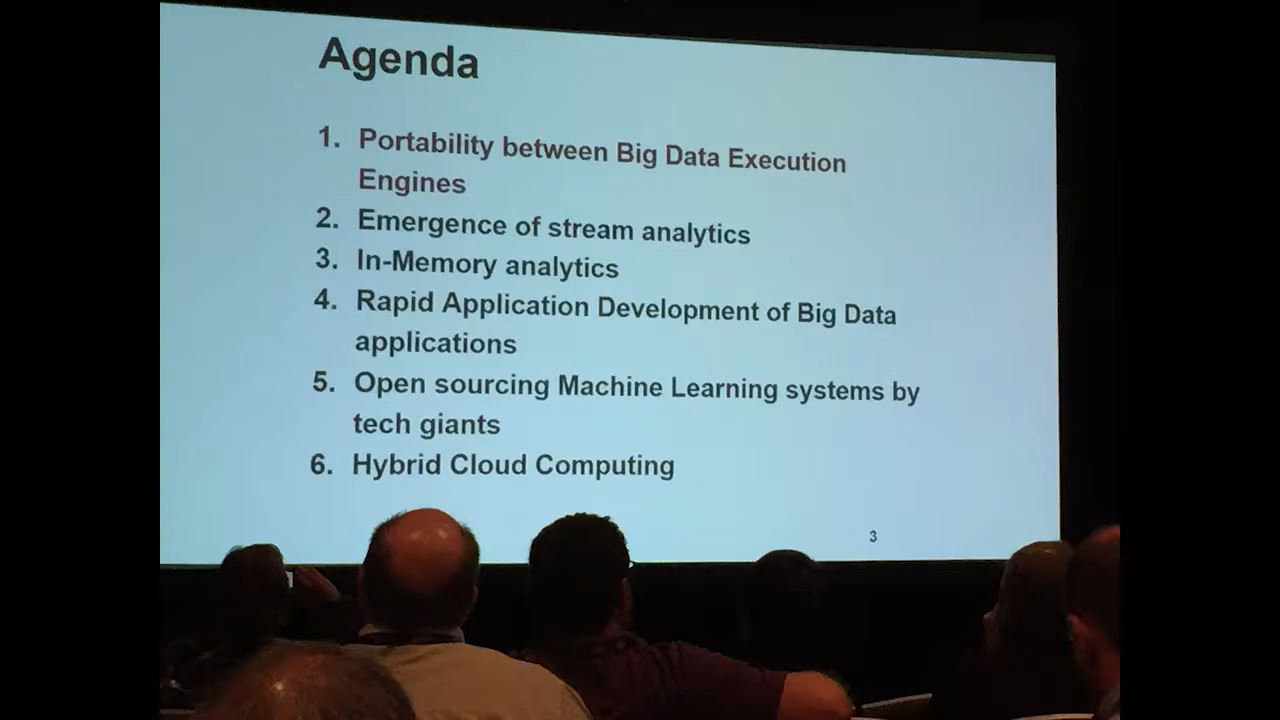 Agenda
1. Portability between Big Data Execution
Engines
2. Emergence of stream analytics
3. In-Memory analytics
4. Rapid Application Development of Big Data
applications
5. Open sourcing Machine Learning systems by
tech giants
6. Hybrid Cloud Computing
3